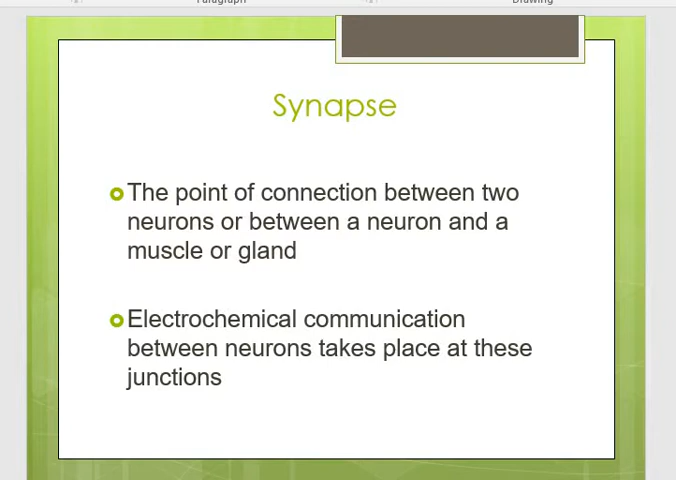 Paragraph
Drawing
Synapse
The point of connection between two
neurons or between a neuron and a
muscle or gland
Electrochemical communication
between neurons takes place at these
junctions